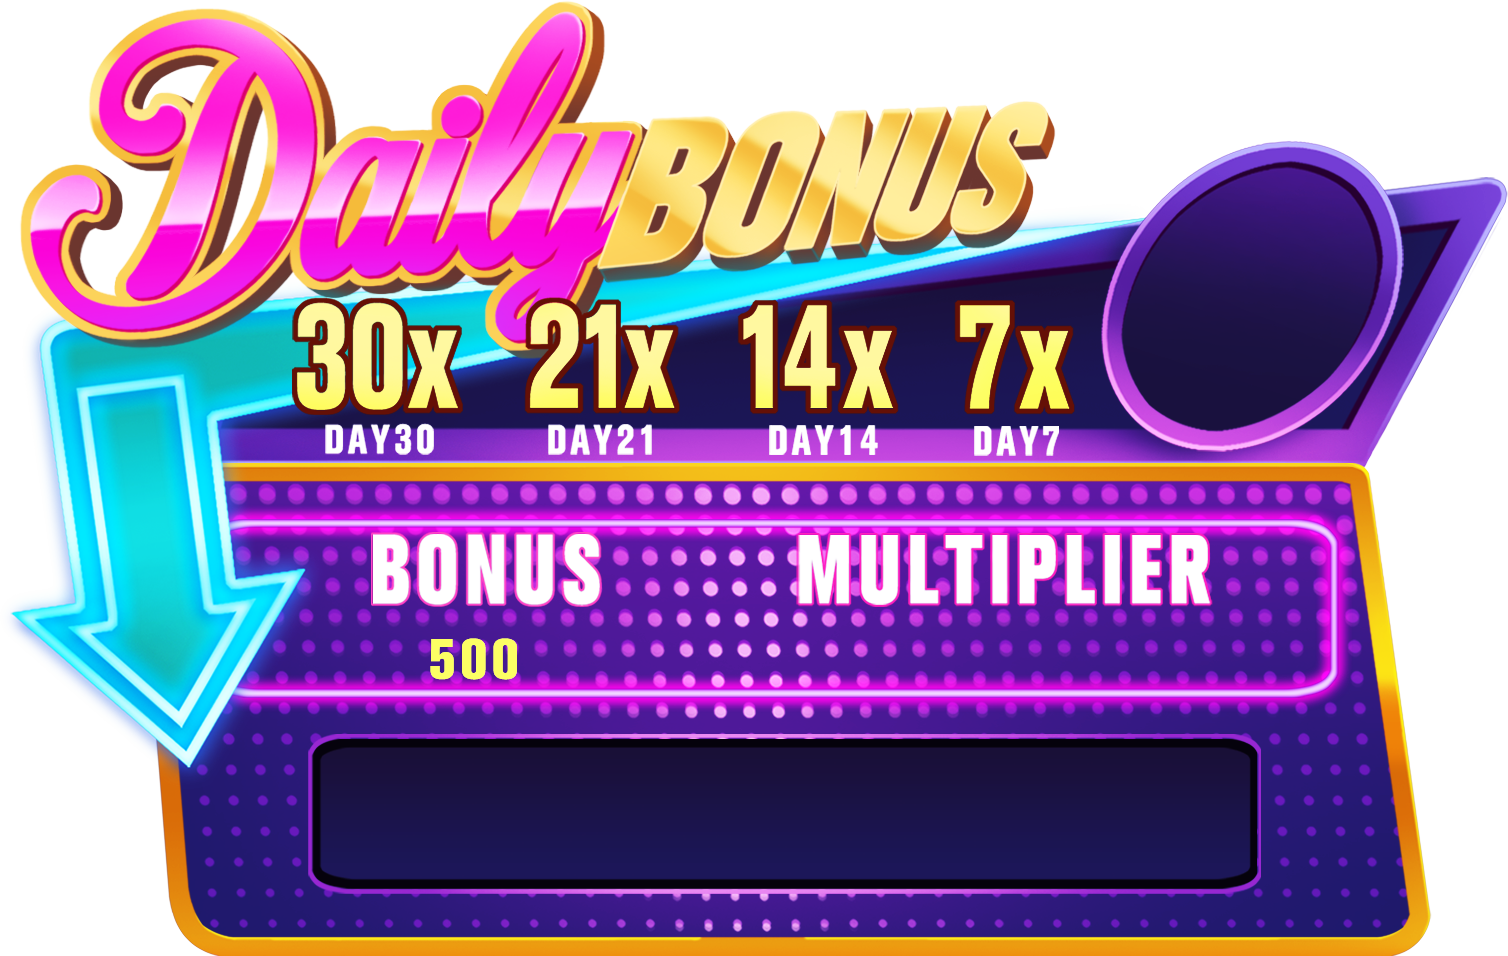 Daily BONUS
30x 21x 14x 7x
DAY30 DAY21 DAY14 DAY7
BONUS MULTIPLIER
500